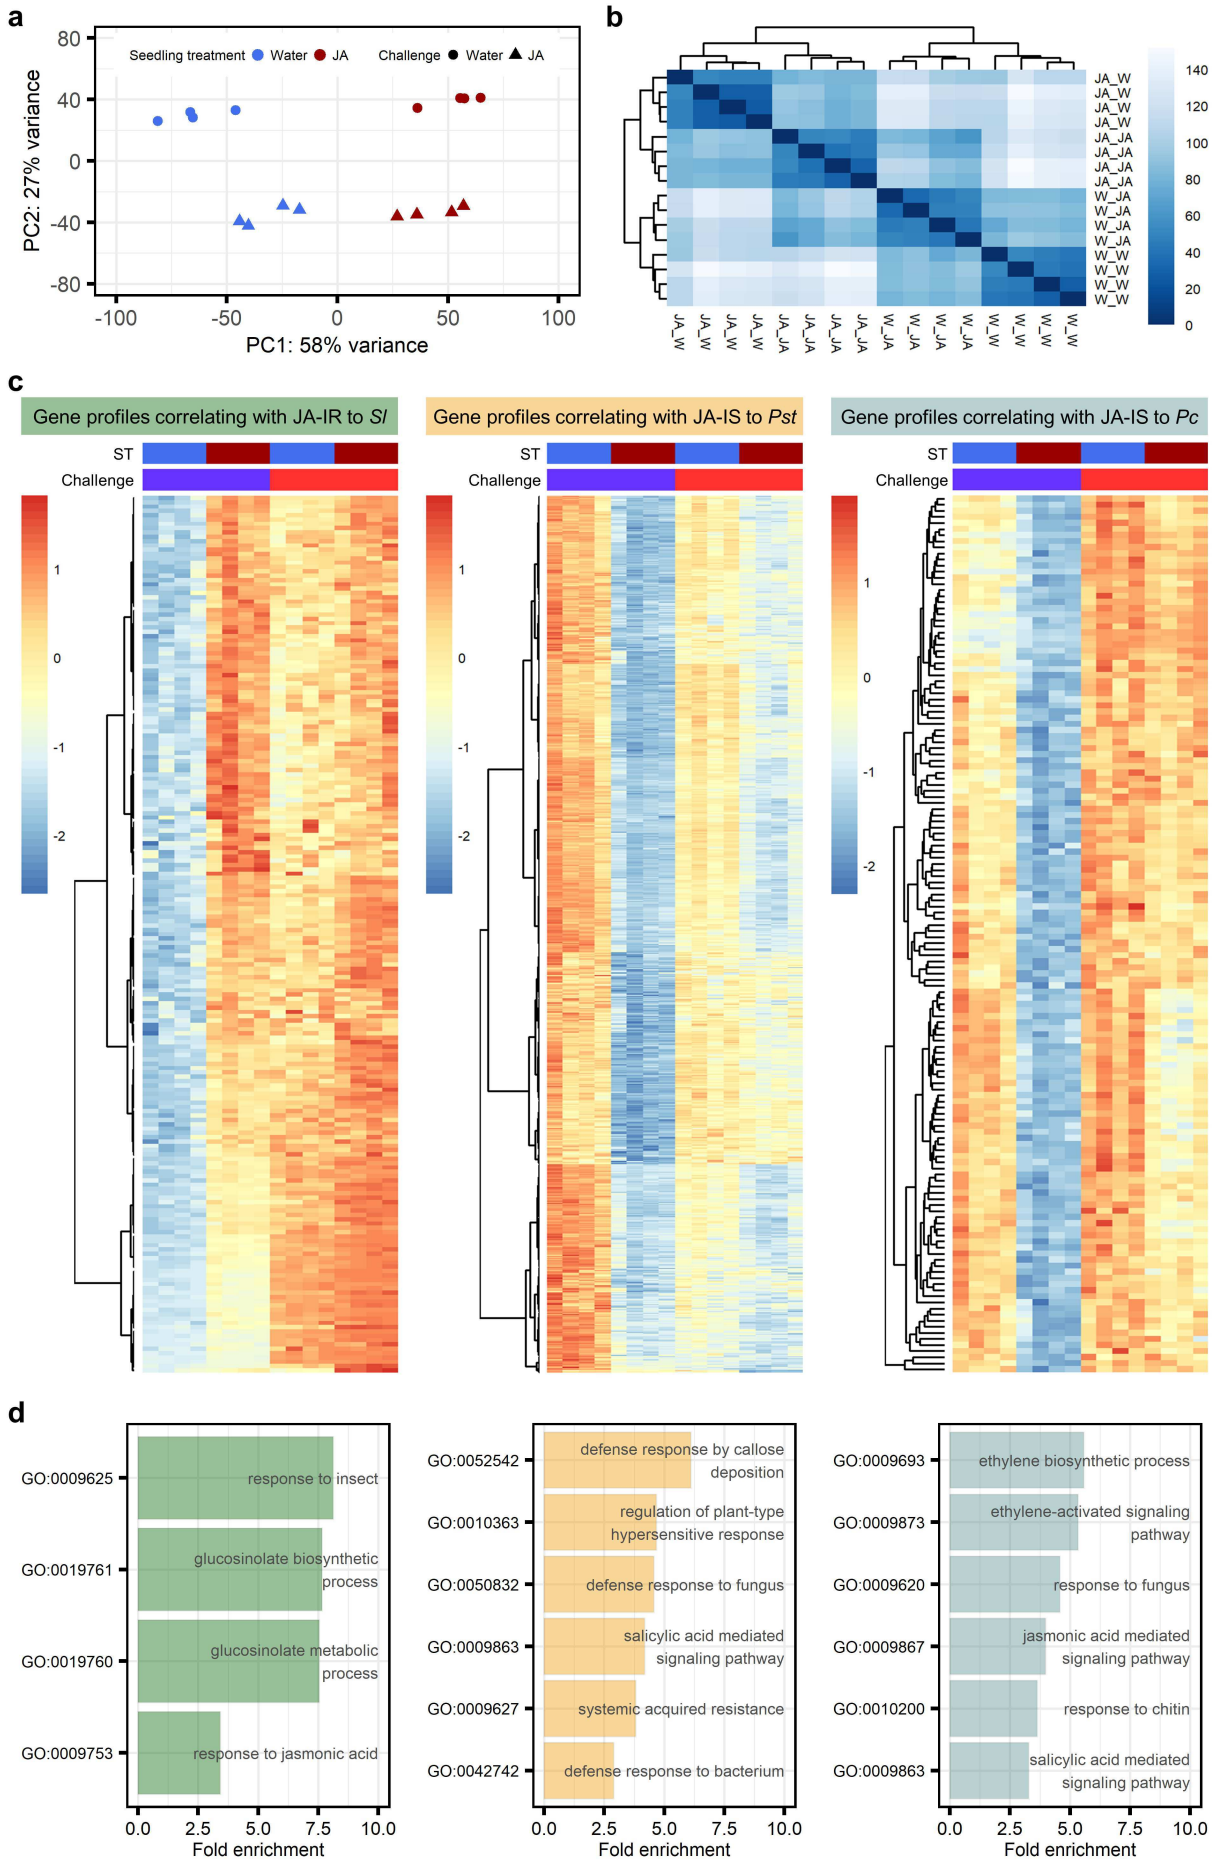 a
Seedling treatment Water JA Challenge Water JA
80
40
0
-40
-80
PC2: 27% variance
-100 -50 0 50 100
PC1: 58% variance
b
JA_W
JA_W
JA_W
JA_W
JA_JA
JA_JA
JA_JA
JA_JA
W_JA
W_JA
W_JA
W_JA
W_W
W_W
W_W
W_W
JA_W JA_W JA_W JA_W JA_JA JA_JA JA_JA JA_JA W_JA W_JA W_JA W_JA W_W W_W W_W W_W
140
120
100
80
60
40
20
0
c
Gene profiles correlating with JA-IR to Sl
ST
Challenge
1
0
-1
-2
Gene profiles correlating with JA-IS to Pst
ST
Challenge
1
0
-1
-2
Gene profiles correlating with JA-IS to Pc
ST
Challenge
1
0
-1
-2
d
GO:0009625
response to insect
GO:0019761
glucosinolate biosynthetic
process
GO:0019760
glucosinolate metabolic
process
GO:0009753
response to jasmonic acid
0.0 2.5 5.0 7.5 10.0
Fold enrichment
GO:0052542
defense response by callose
deposition
GO:0010363
regulation of plant-type
hypersensitive response
GO:0050832
defense response to fungus
GO:0009863
salicylic acid mediated
signaling pathway
GO:0009627
systemic acquired resistance
GO:0042742
defense response to bacterium
0.0 2.5 5.0 7.5 10.0
Fold enrichment
GO:0009693
ethylene biosynthetic process
GO:0009873
ethylene-activated signaling
pathway
GO:0009620
response to fungus
GO:0009867
jasmonic acid mediated
signaling pathway
GO:0010200
response to chitin
GO:0009863
salicylic acid mediated
signaling pathway
0.0 2.5 5.0 7.5 10.0
Fold enrichment